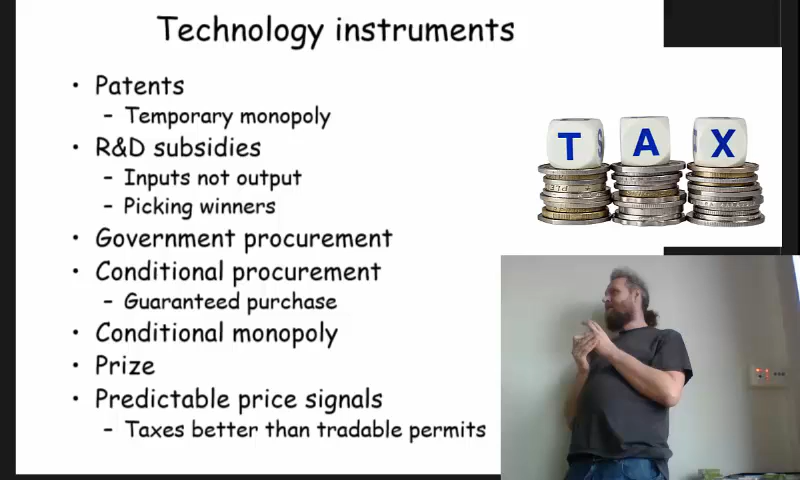 Technology instruments
• Patents
– Temporary monopoly
• R&D subsidies
– Inputs not output
– Picking winners
• Government procurement
• Conditional procurement
– Guaranteed purchase
• Conditional monopoly
• Prize
• Predictable price signals
– Taxes better than tradable permits
T A X